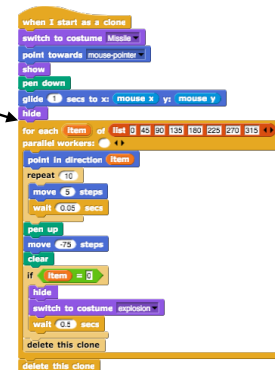 when I start as a clone
switch to costume Missile
point towards mouse-pointer
show
pen down
glide 1 secs to x: mouse x y: mouse y
hide
for each item of list 0 45 90 135 180 225 270 315
parallel workers:
point in direction item
repeat 10
move 5 steps
wait 0.05 secs
pen up
move -75 steps
clear
if item = 0
hide
switch to costume explosion
wait 0.5 secs
delete this clone
delete this clone